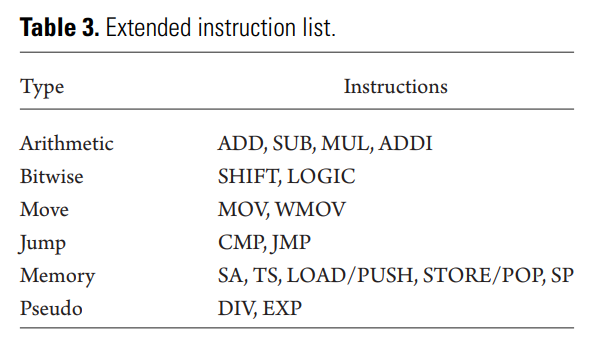 Table 3. Extended instruction list.
Type Instructions
Arithmetic ADD, SUB, MUL, ADDI
Bitwise SHIFT, LOGIC
Move MOV, WMOV
Jump CMP, JMP
Memory SA, TS, LOAD/PUSH, STORE/POP, SP
Pseudo DIV, EXP